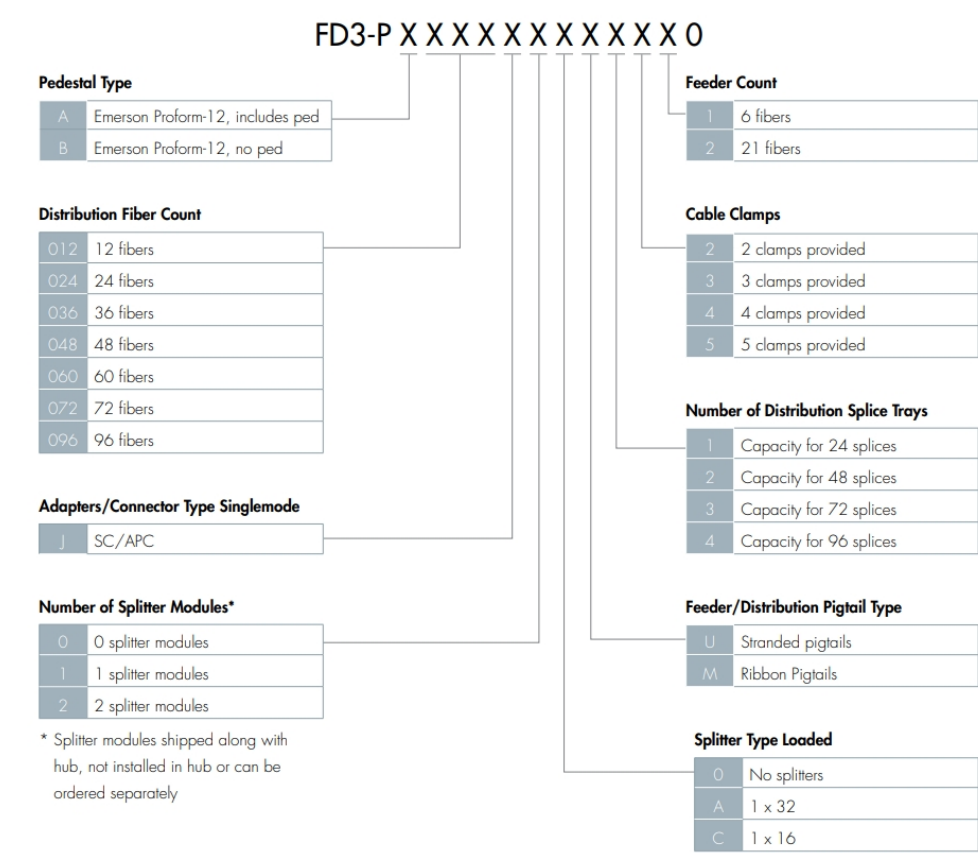 FD3-P X X X X X X X X X X X 0
Pedestal Type
A Emerson Proform-12, includes ped
B Emerson Proform-12, no ped
Distribution Fiber Count
012 12 fibers
024 24 fibers
036 36 fibers
048 48 fibers
060 60 fibers
072 72 fibers
096 96 fibers
Adapters/Connector Type Singlemode
J SC/APC
Number of Splitter Modules*
0 0 splitter modules
1 1 splitter modules
2 2 splitter modules
* Splitter modules shipped along with
hub, not installed in hub or can be
ordered separately
Feeder Count
1 6 fibers
2 21 fibers
Cable Clamps
2 2 clamps provided
3 3 clamps provided
4 4 clamps provided
5 5 clamps provided
Number of Distribution Splice Trays
1 Capacity for 24 splices
2 Capacity for 48 splices
3 Capacity for 72 splices
4 Capacity for 96 splices
Feeder/Distribution Pigtail Type
U Stranded pigtails
M Ribbon Pigtails
Splitter Type Loaded
0 No splitters
A 1 x 32
C 1 x 16